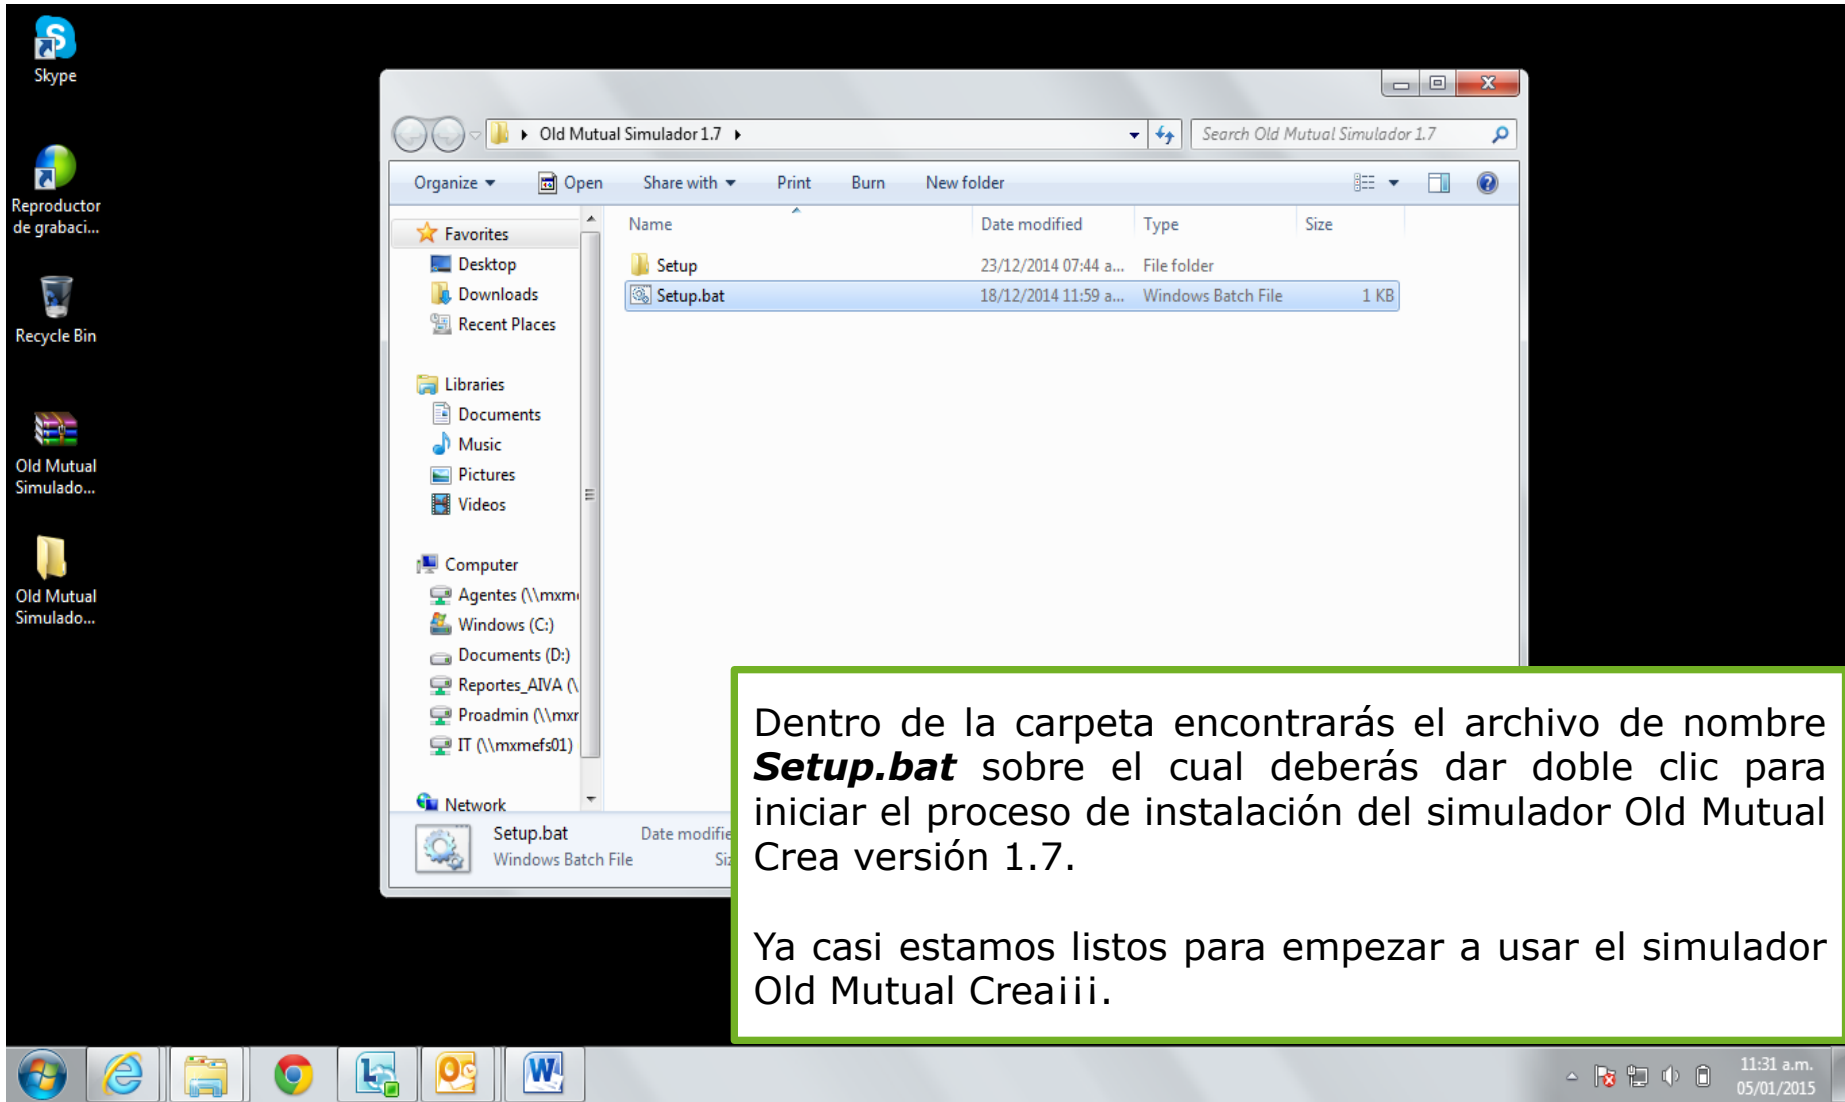 Skype
Reproductor
de grabaci...
Recycle Bin
Old Mutual
Simulado...
Old Mutual
Simulado...
Old Mutual Simulador 1.7
Search Old Mutual Simulador 1.7
Organize Open Share with Print Burn New folder
Name Date modified Type Size
Setup 23/12/2014 07:44 a... File folder
Setup.bat 18/12/2014 11:59 a... Windows Batch File 1 KB
Favorites
Desktop
Downloads
Recent Places
Libraries
Documents
Music
Pictures
Videos
Computer
Agentes (\\mxm
Windows (C:)
Documents (D:)
Reportes_AIVA (\
Proadmin (\\mxr
IT (\\mxmefs01)
Network
Setup.bat Date modifie
Windows Batch File Siz
Dentro de la carpeta encontrarás el archivo de nombre
Setup.bat sobre el cual deberás dar doble clic para
iniciar el proceso de instalación del simulador Old Mutual
Crea versión 1.7.
Ya casi estamos listos para empezar a usar el simulador
Old Mutual Creaiii.
11:31 a.m.
05/01/2015